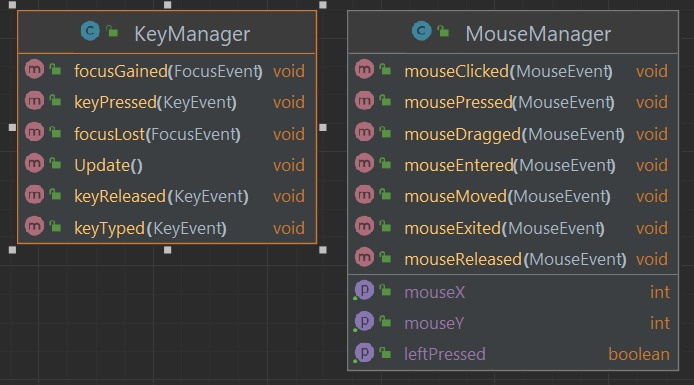 C KeyManager
m focusGained(FocusEvent) void
m keyPressed(KeyEvent) void
m focusLost(FocusEvent) void
m Update() void
m keyReleased(KeyEvent) void
m keyTyped(KeyEvent) void
C MouseManager
m mouseClicked(MouseEvent) void
m mousePressed(MouseEvent) void
m mouseDragged(MouseEvent) void
m mouseEntered(MouseEvent) void
m mouseMoved(MouseEvent) void
m mouseExited(MouseEvent) void
m mouseReleased(MouseEvent) void
p mouseX int
p mouseY int
p leftPressed boolean